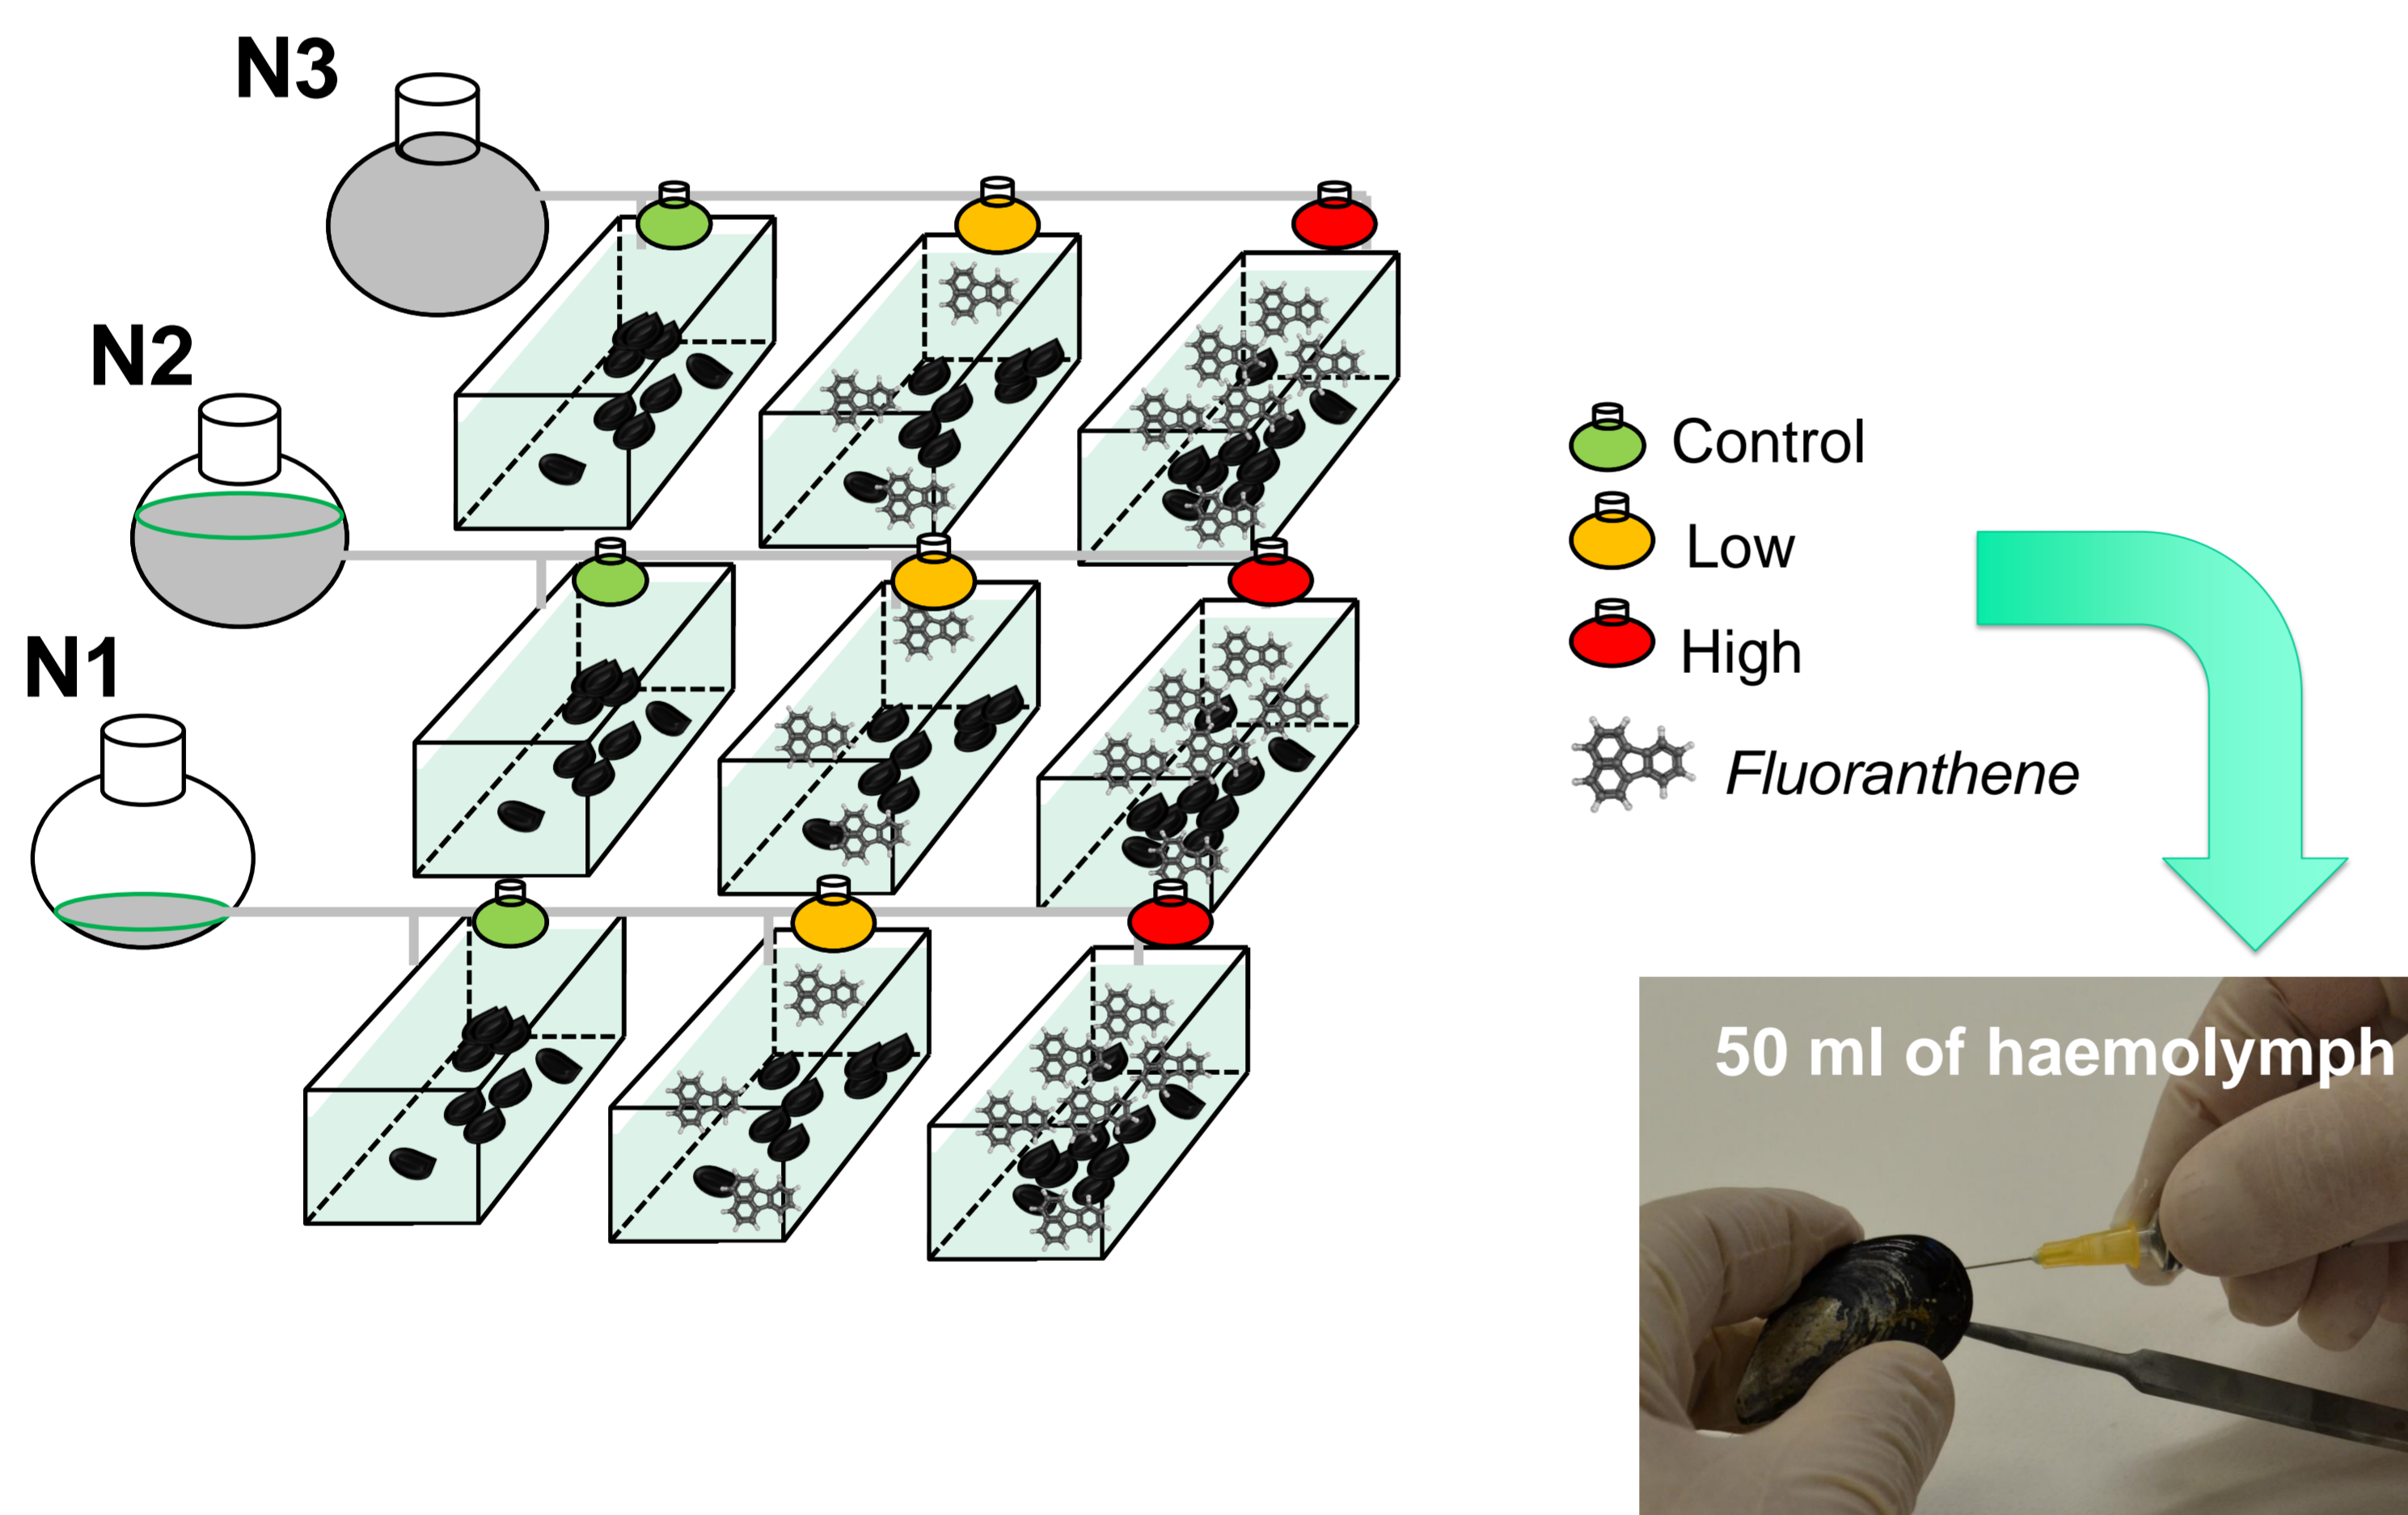 N3
N2
N1
Control
Low
High
Fluoranthene
50 ml of haemolymph